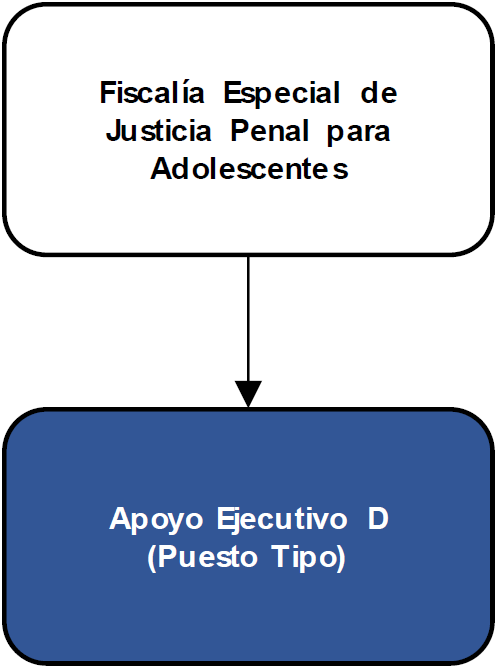 Fiscalía Especial de
Justicia Penal para
Adolescentes
Apoyo Ejecutivo D
(Puesto Tipo)